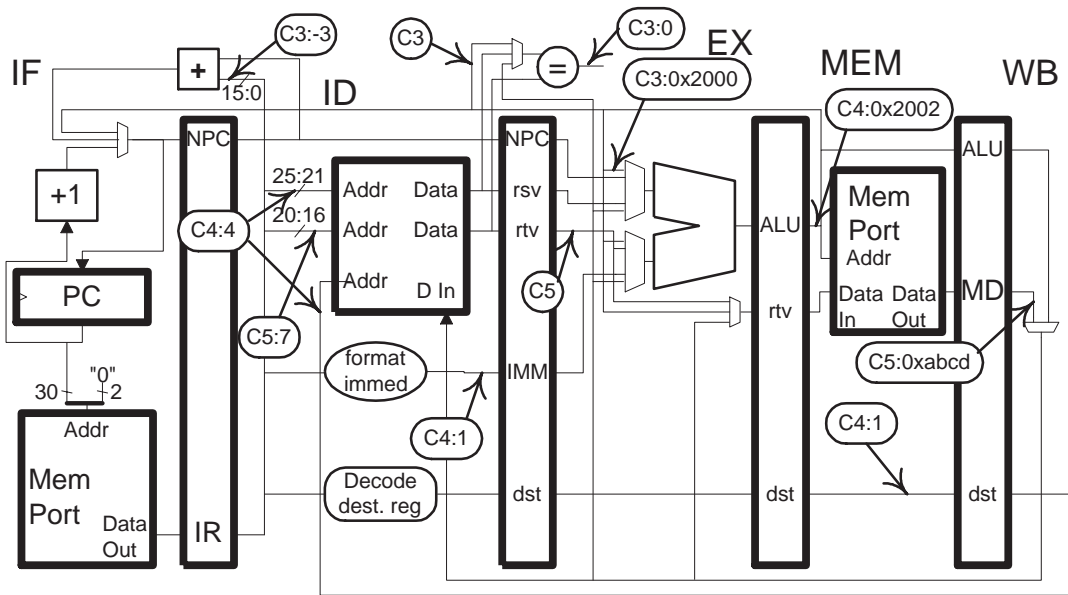 IF
C3:-3
+
15:0
ID
C3
=
C3:0
EX
C3:0x2000
MEM
C4:0x2002
WB
NPC
+1
PC
30
"0"
2
Addr
Mem
Port
Data
Out
IR
25:21
20:16
C4:4
C5:7
Addr
Data
Addr
Data
Addr
D In
format
immed
C4:1
Decode
dest. reg
NPC
rsv
rtv
IMM
dst
C5
ALU
rtv
dst
Mem
Port
Addr
Data
In
Data
Out
C5:0xabcd
C4:1
ALU
MD
dst